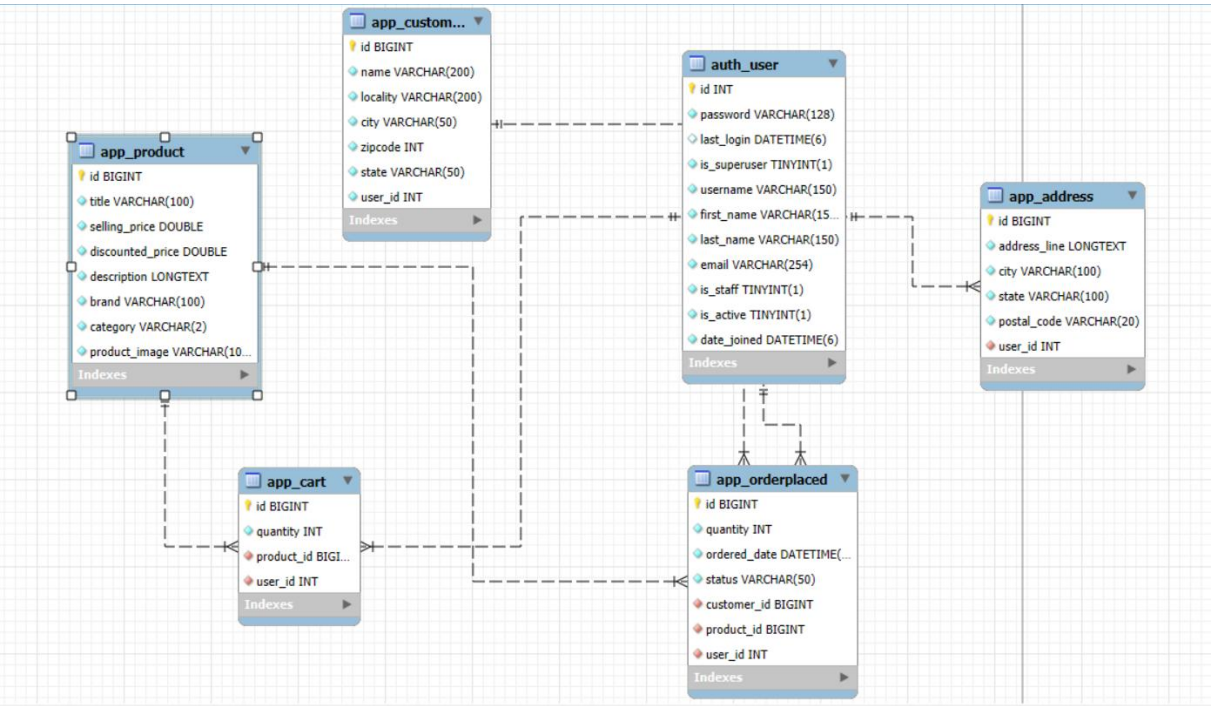 app_custom...
id BIGINT
name VARCHAR(200)
locality VARCHAR(200)
city VARCHAR(50)
zipcode INT
state VARCHAR(50)
user_id INT
Indexes
auth_user
id INT
password VARCHAR(128)
last_login DATETIME(6)
is_superuser TINYINT(1)
username VARCHAR(150)
first_name VARCHAR(15...
last_name VARCHAR(150)
email VARCHAR(254)
is_staff TINYINT(1)
is_active TINYINT(1)
date_joined DATETIME(6)
Indexes
app_product
id BIGINT
title VARCHAR(100)
selling_price DOUBLE
discounted_price DOUBLE
description LONGTEXT
brand VARCHAR(100)
category VARCHAR(2)
product_image VARCHAR(10...
Indexes
app_address
id BIGINT
address_line LONGTEXT
city VARCHAR(100)
state VARCHAR(100)
postal_code VARCHAR(20)
user_id INT
Indexes
app_cart
id BIGINT
quantity INT
product_id BIGI...
user_id INT
Indexes
app_orderplaced
id BIGINT
quantity INT
ordered_date DATETIME(...
status VARCHAR(50)
customer_id BIGINT
product_id BIGINT
user_id INT
Indexes